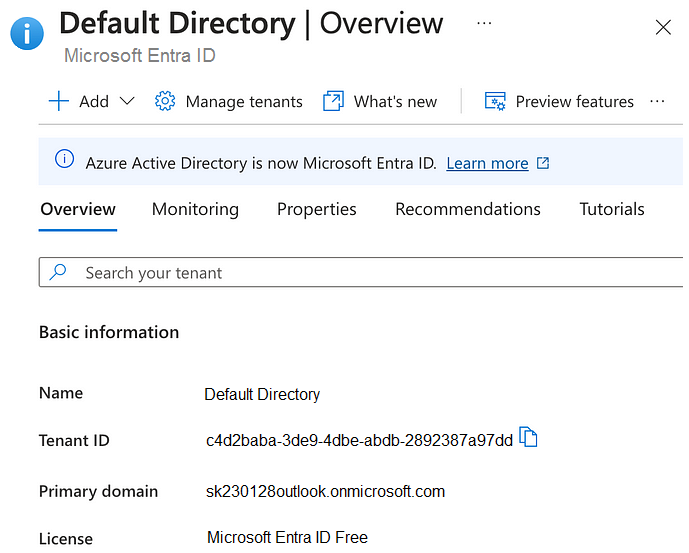 Default Directory | Overview ...
Microsoft Entra ID
Add Manage tenants What's new Preview features ...
Azure Active Directory is now Microsoft Entra ID. Learn more
Overview Monitoring Properties Recommendations Tutorials
Search your tenant
Basic information
Name Default Directory
Tenant ID c4d2baba-3de9-4dbe-abdb-2892387a97dd
Primary domain sk230128outlook.onmicrosoft.com
License Microsoft Entra ID Free